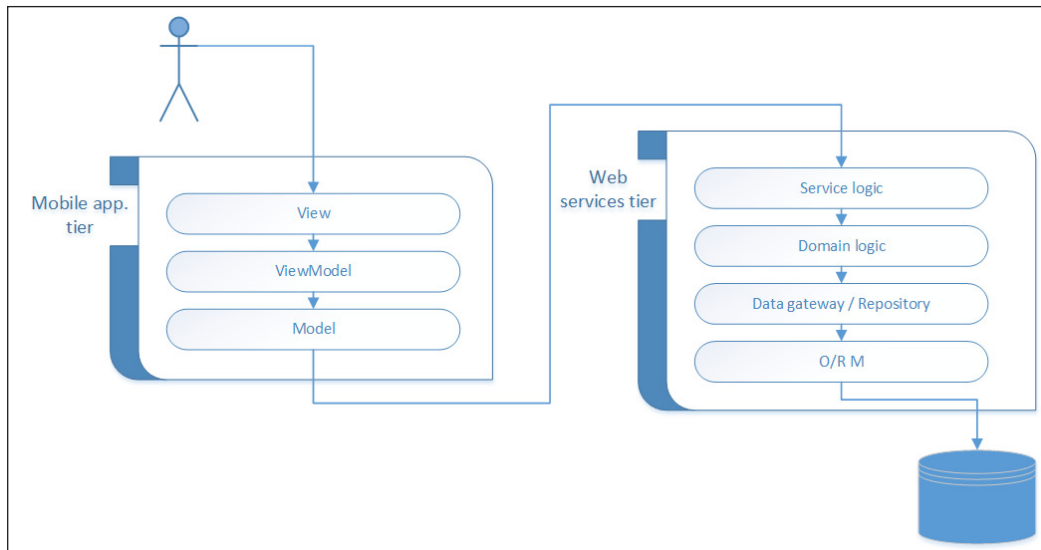 Mobile app.
tier
View
ViewModel
Model
Web
services tier
Service logic
Domain logic
Data gateway / Repository
O/R M